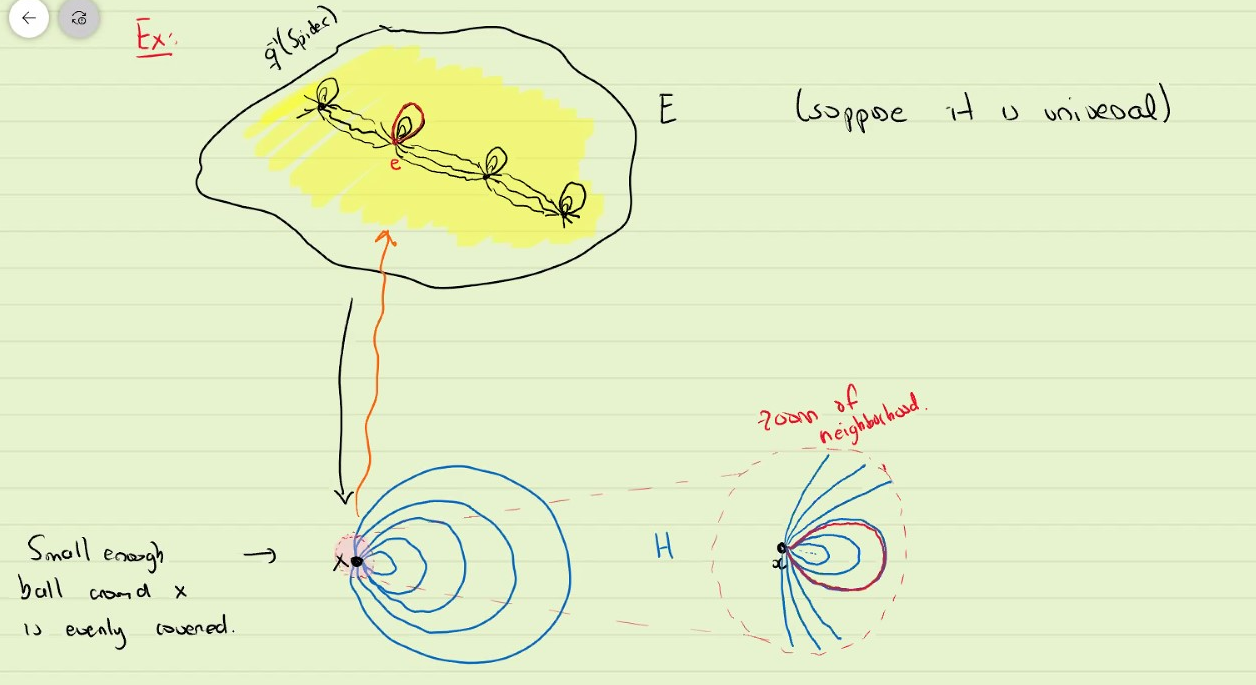 Ex:
g⁻¹(Spider)
E (suppose it is universal)
e
zoom of
neighborhood.
Small enough →
ball around x
is evenly covered.
x
H
x